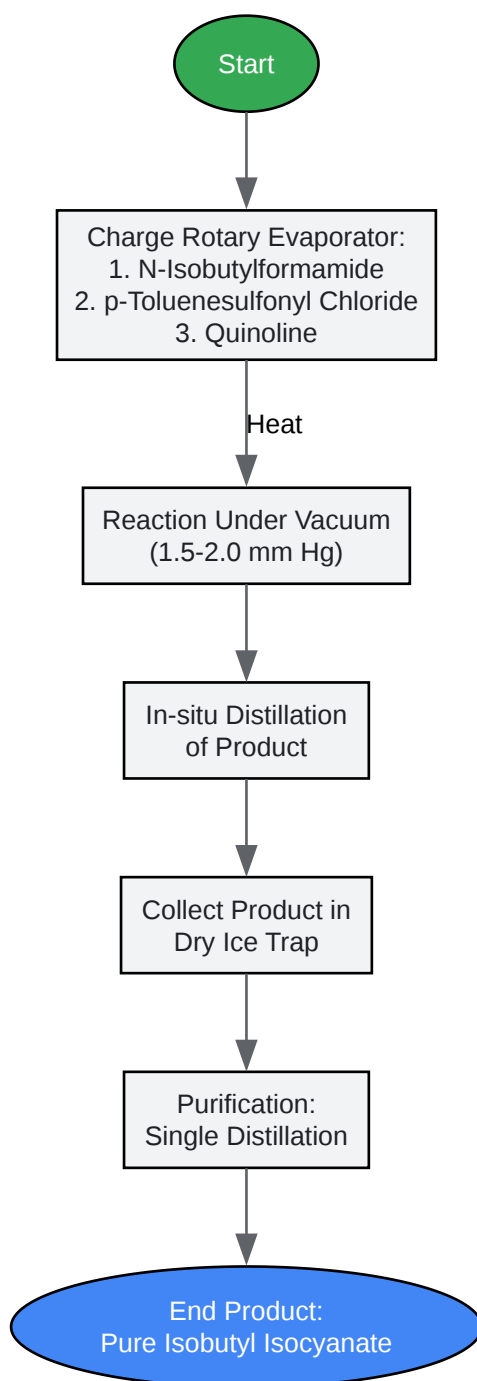 Start
Charge Rotary Evaporator:
1. N-Isobutylformamide
2. p-Toluenesulfonyl Chloride
3. Quinoline
Heat
Reaction Under Vacuum
(1.5-2.0 mm Hg)
In-situ Distillation
of Product
Collect Product in
Dry Ice Trap
Purification:
Single Distillation
End Product:
Pure Isobutyl Isocyanate